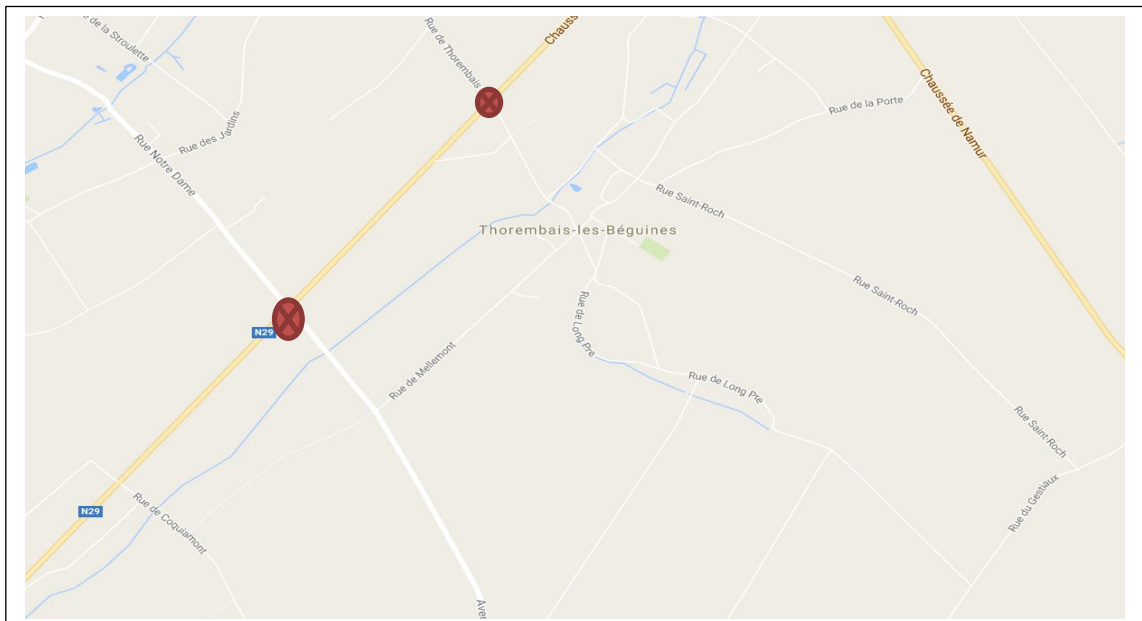 de la Stroulette
Rue de Thorembais
Chauss
Chaussée de Namur
Rue de la Porte
Rue des Jardins
Rue Notre Dame
Rue Saint-Roch
Thorembais-les-Béguines
Rue Saint-Roch
Rue de Long Pre
N29
Rue de Mellemont
Rue de Long Pre
Rue Saint-Roch
Rue du Gestiaux
Rue de Coquiamont
N29
Aven